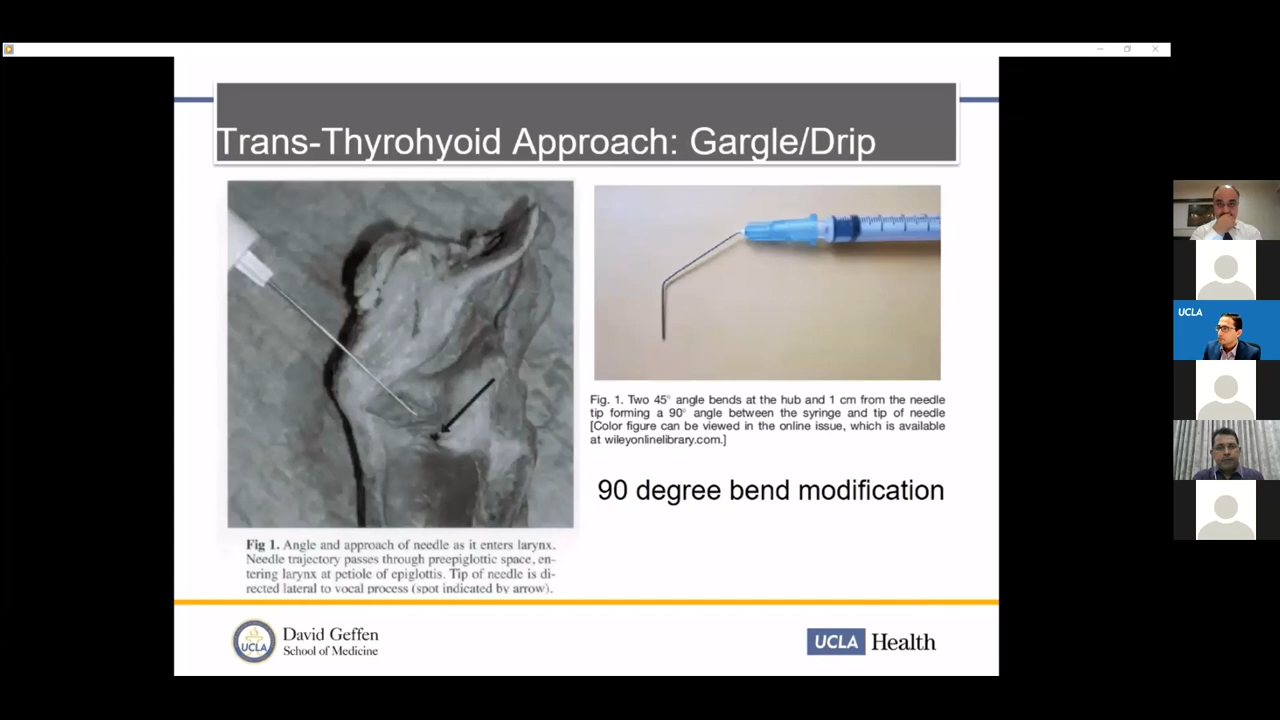 Trans-Thyrohyoid Approach: Gargle/Drip
Fig. 1. Two 45° angle bends at the hub and 1 cm from the needle
tip forming a 90° angle between the syringe and tip of needle
[Color figure can be viewed in the online issue, which is available
at wileyonlinelibrary.com.]
90 degree bend modification
Fig 1. Angle and approach of needle as it enters larynx.
Needle trajectory passes through preepiglottic space, en-
tering larynx at petiole of epiglottis. Tip of needle is di-
rected lateral to vocal process (spot indicated by arrow).
UCLA
David Geffen
School of Medicine
UCLA Health
UCLA